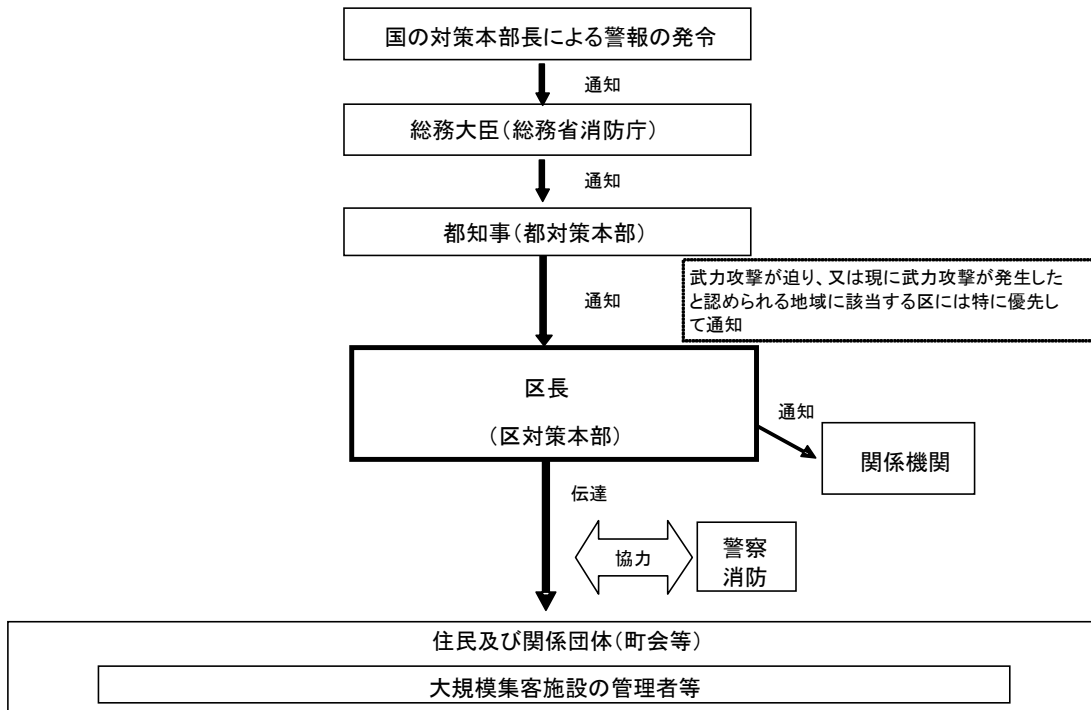 国の対策本部長による警報の発令
通知
総務大臣（総務省消防庁）
通知
都知事（都対策本部）
武力攻撃が迫り、又は現に武力攻撃が発生した
と認められる地域に該当する区には特に優先し
て通知
通知
区長
（区対策本部）
通知
関係機関
伝達
協力
警察
消防
住民及び関係団体（町会等）
大規模集客施設の管理者等